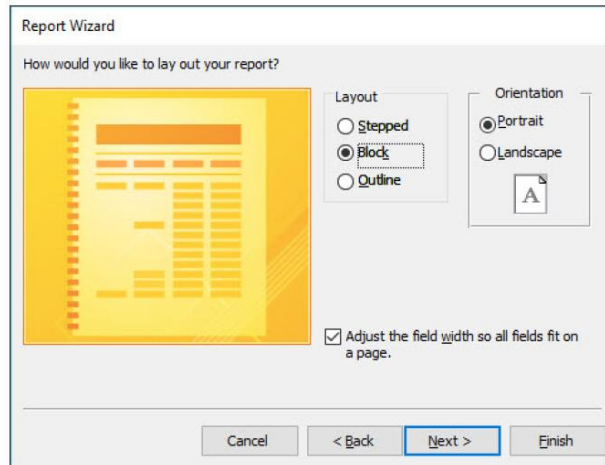 Report Wizard
How would you like to lay out your report?
Layout
Stepped
Block
Outline
Orientation
Portrait
Landscape
A
Adjust the field width so all fields fit on
a page.
Cancel
< Back
Next >
Finish